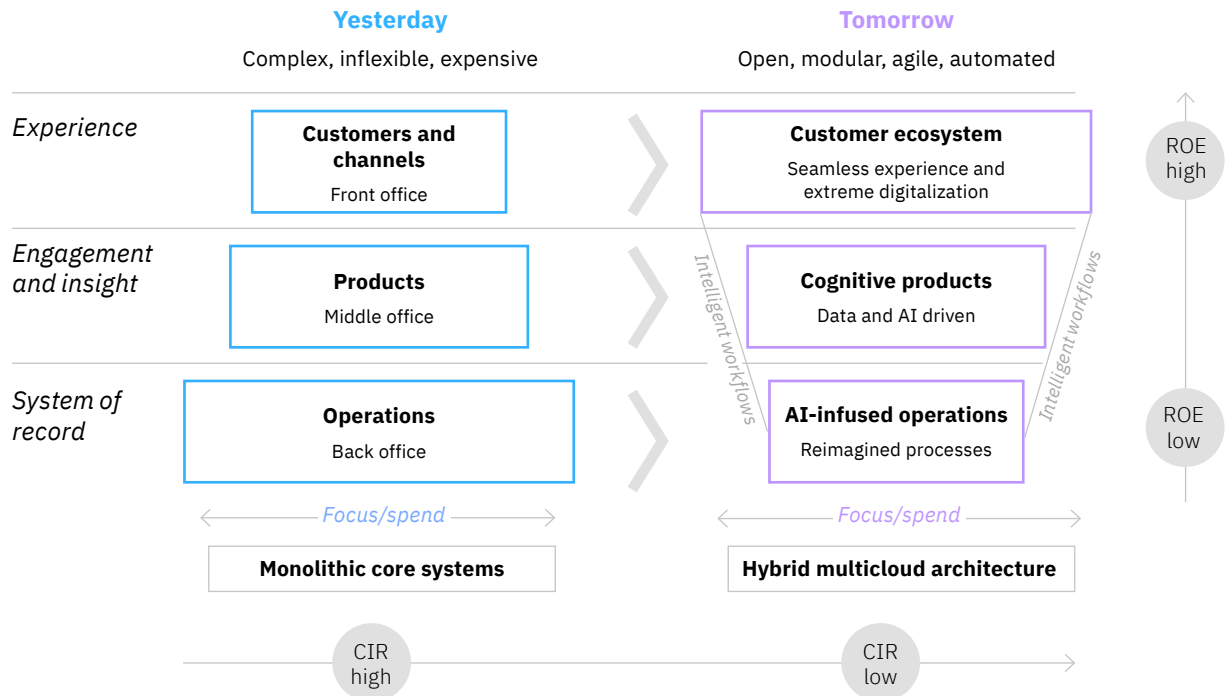 Yesterday
Tomorrow
Complex, inflexible, expensive
Open, modular, agile, automated
Experience
Customers and
channels
Front office
Customer ecosystem
Seamless experience and
extreme digitalization
ROE
high
Engagement
and insight
Products
Middle office
Intelligent workflows
Cognitive products
Data and AI driven
Intelligent workflows
System of
record
Operations
Back office
AI-infused operations
Reimagined processes
ROE
low
Focus/spend
Focus/spend
Monolithic core systems
Hybrid multicloud architecture
CIR
high
CIR
low